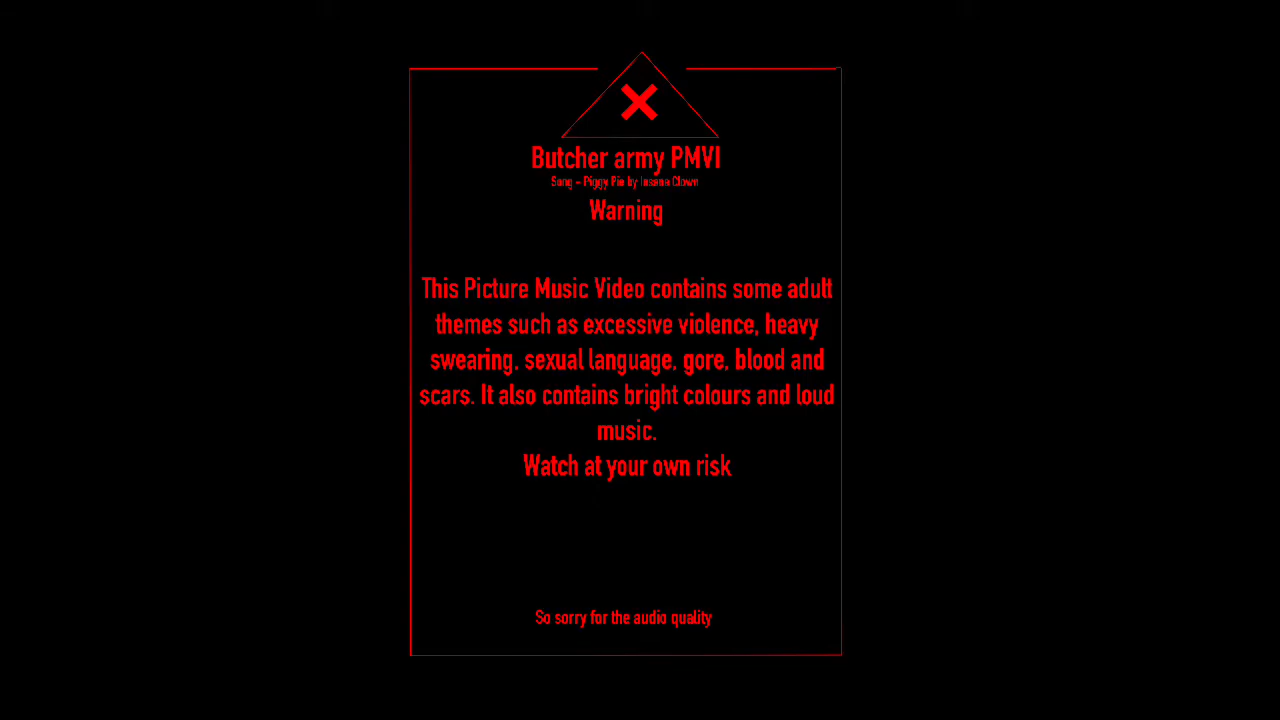 Butcher army PMVI
Song - Piggy Pie by Insane Clown
Warning
This Picture Music Video contains some adult
themes such as excessive violence, heavy
swearing, sexual language, gore, blood and
scars. It also contains bright colours and loud
music.
Watch at your own risk
So sorry for the audio quality